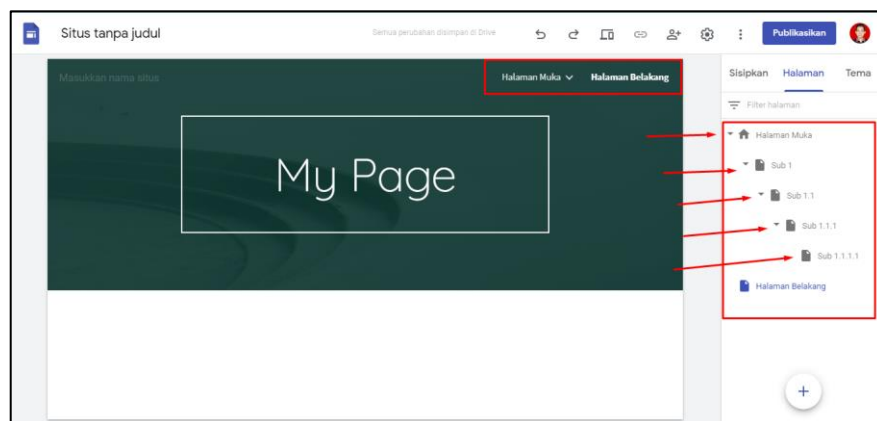 Situs tanpa judul
Semua perubahan disimpan di Drive
Publikasikan
Masukkan nama situs
Halaman Muka
Halaman Belakang
My Page
Sisipkan
Halaman
Tema
Filter halaman
Halaman Muka
Sub 1
Sub 1.1
Sub 1.1.1
Sub 1.1.1.1
Halaman Belakang